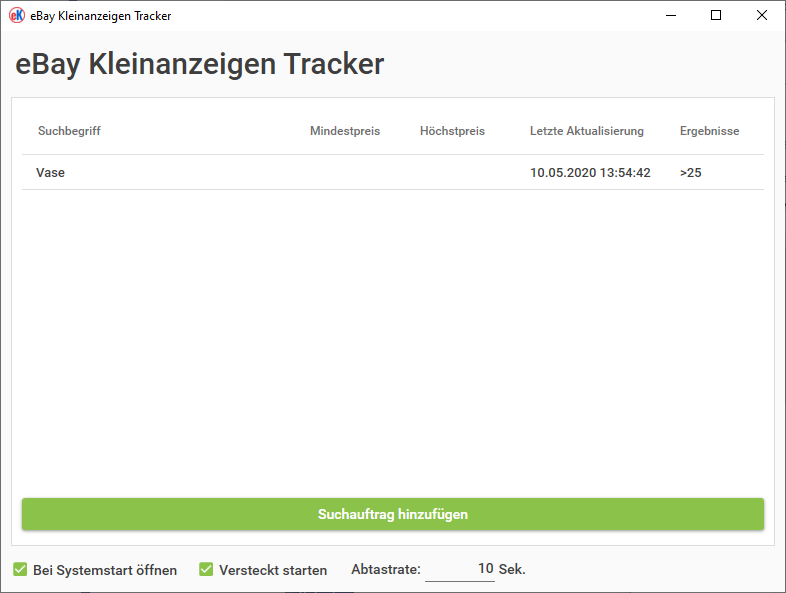 eK eBay Kleinanzeigen Tracker
eBay Kleinanzeigen Tracker
Suchbegriff Mindestpreis Höchstpreis Letzte Aktualisierung Ergebnisse
Vase 10.05.2020 13:54:42 >25
Suchauftrag hinzufügen
Bei Systemstart öffnen Versteckt starten Abtastrate: 10 Sek.